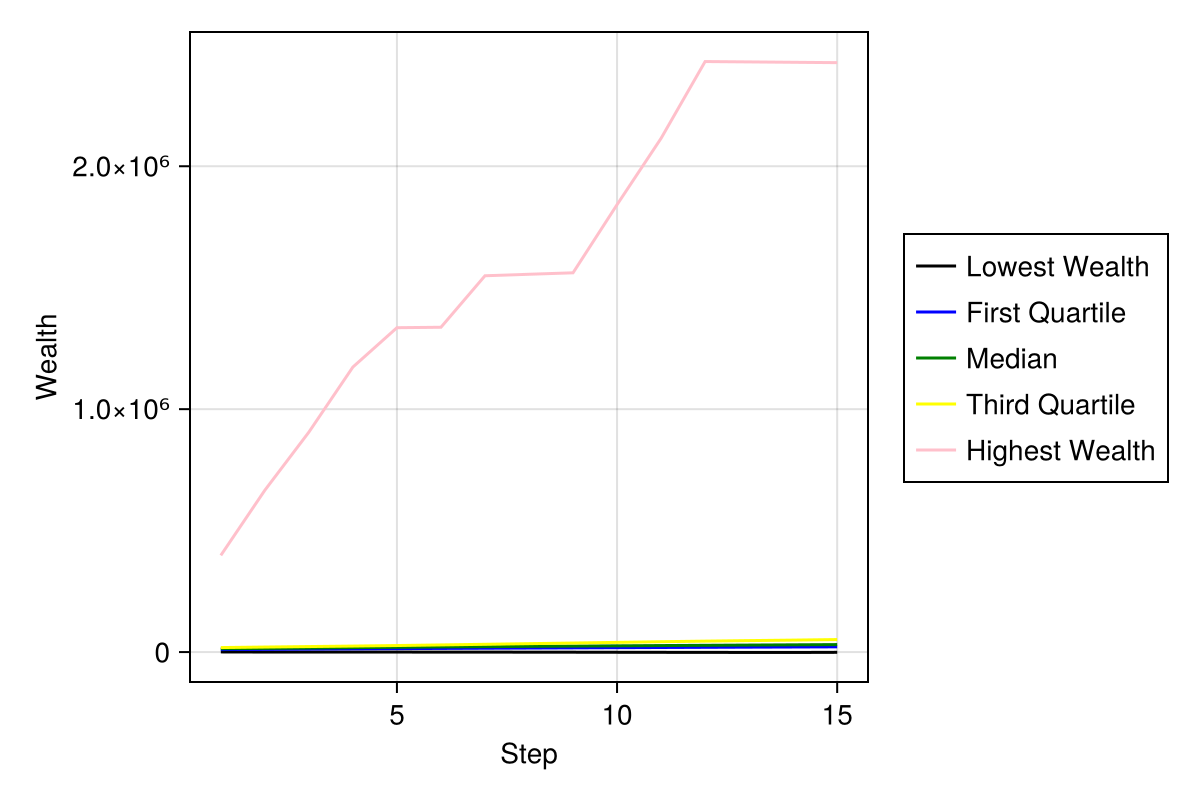 Wealth
2.0×10⁶
1.0×10⁶
0
5 10 15
Step
Lowest Wealth
First Quartile
Median
Third Quartile
Highest Wealth